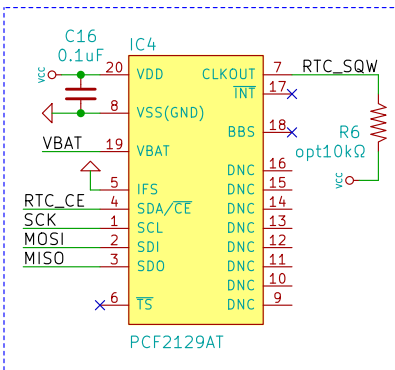 C16
0.1uF
VCC
IC4
20 VDD
8 VSS(GND)
VBAT 19 VBAT
5 IFS
RTC_CE 4 SDA/CE
SCK 1 SCL
MOSI 2 SDI
MISO 3 SDO
6 TS
CLKOUT 7 RTC_SQW
INT 17
BBS 18
DNC 16
DNC 15
DNC 14
DNC 13
DNC 12
DNC 11
DNC 10
DNC 9
R6
opt10kΩ
VCC
PCF2129AT